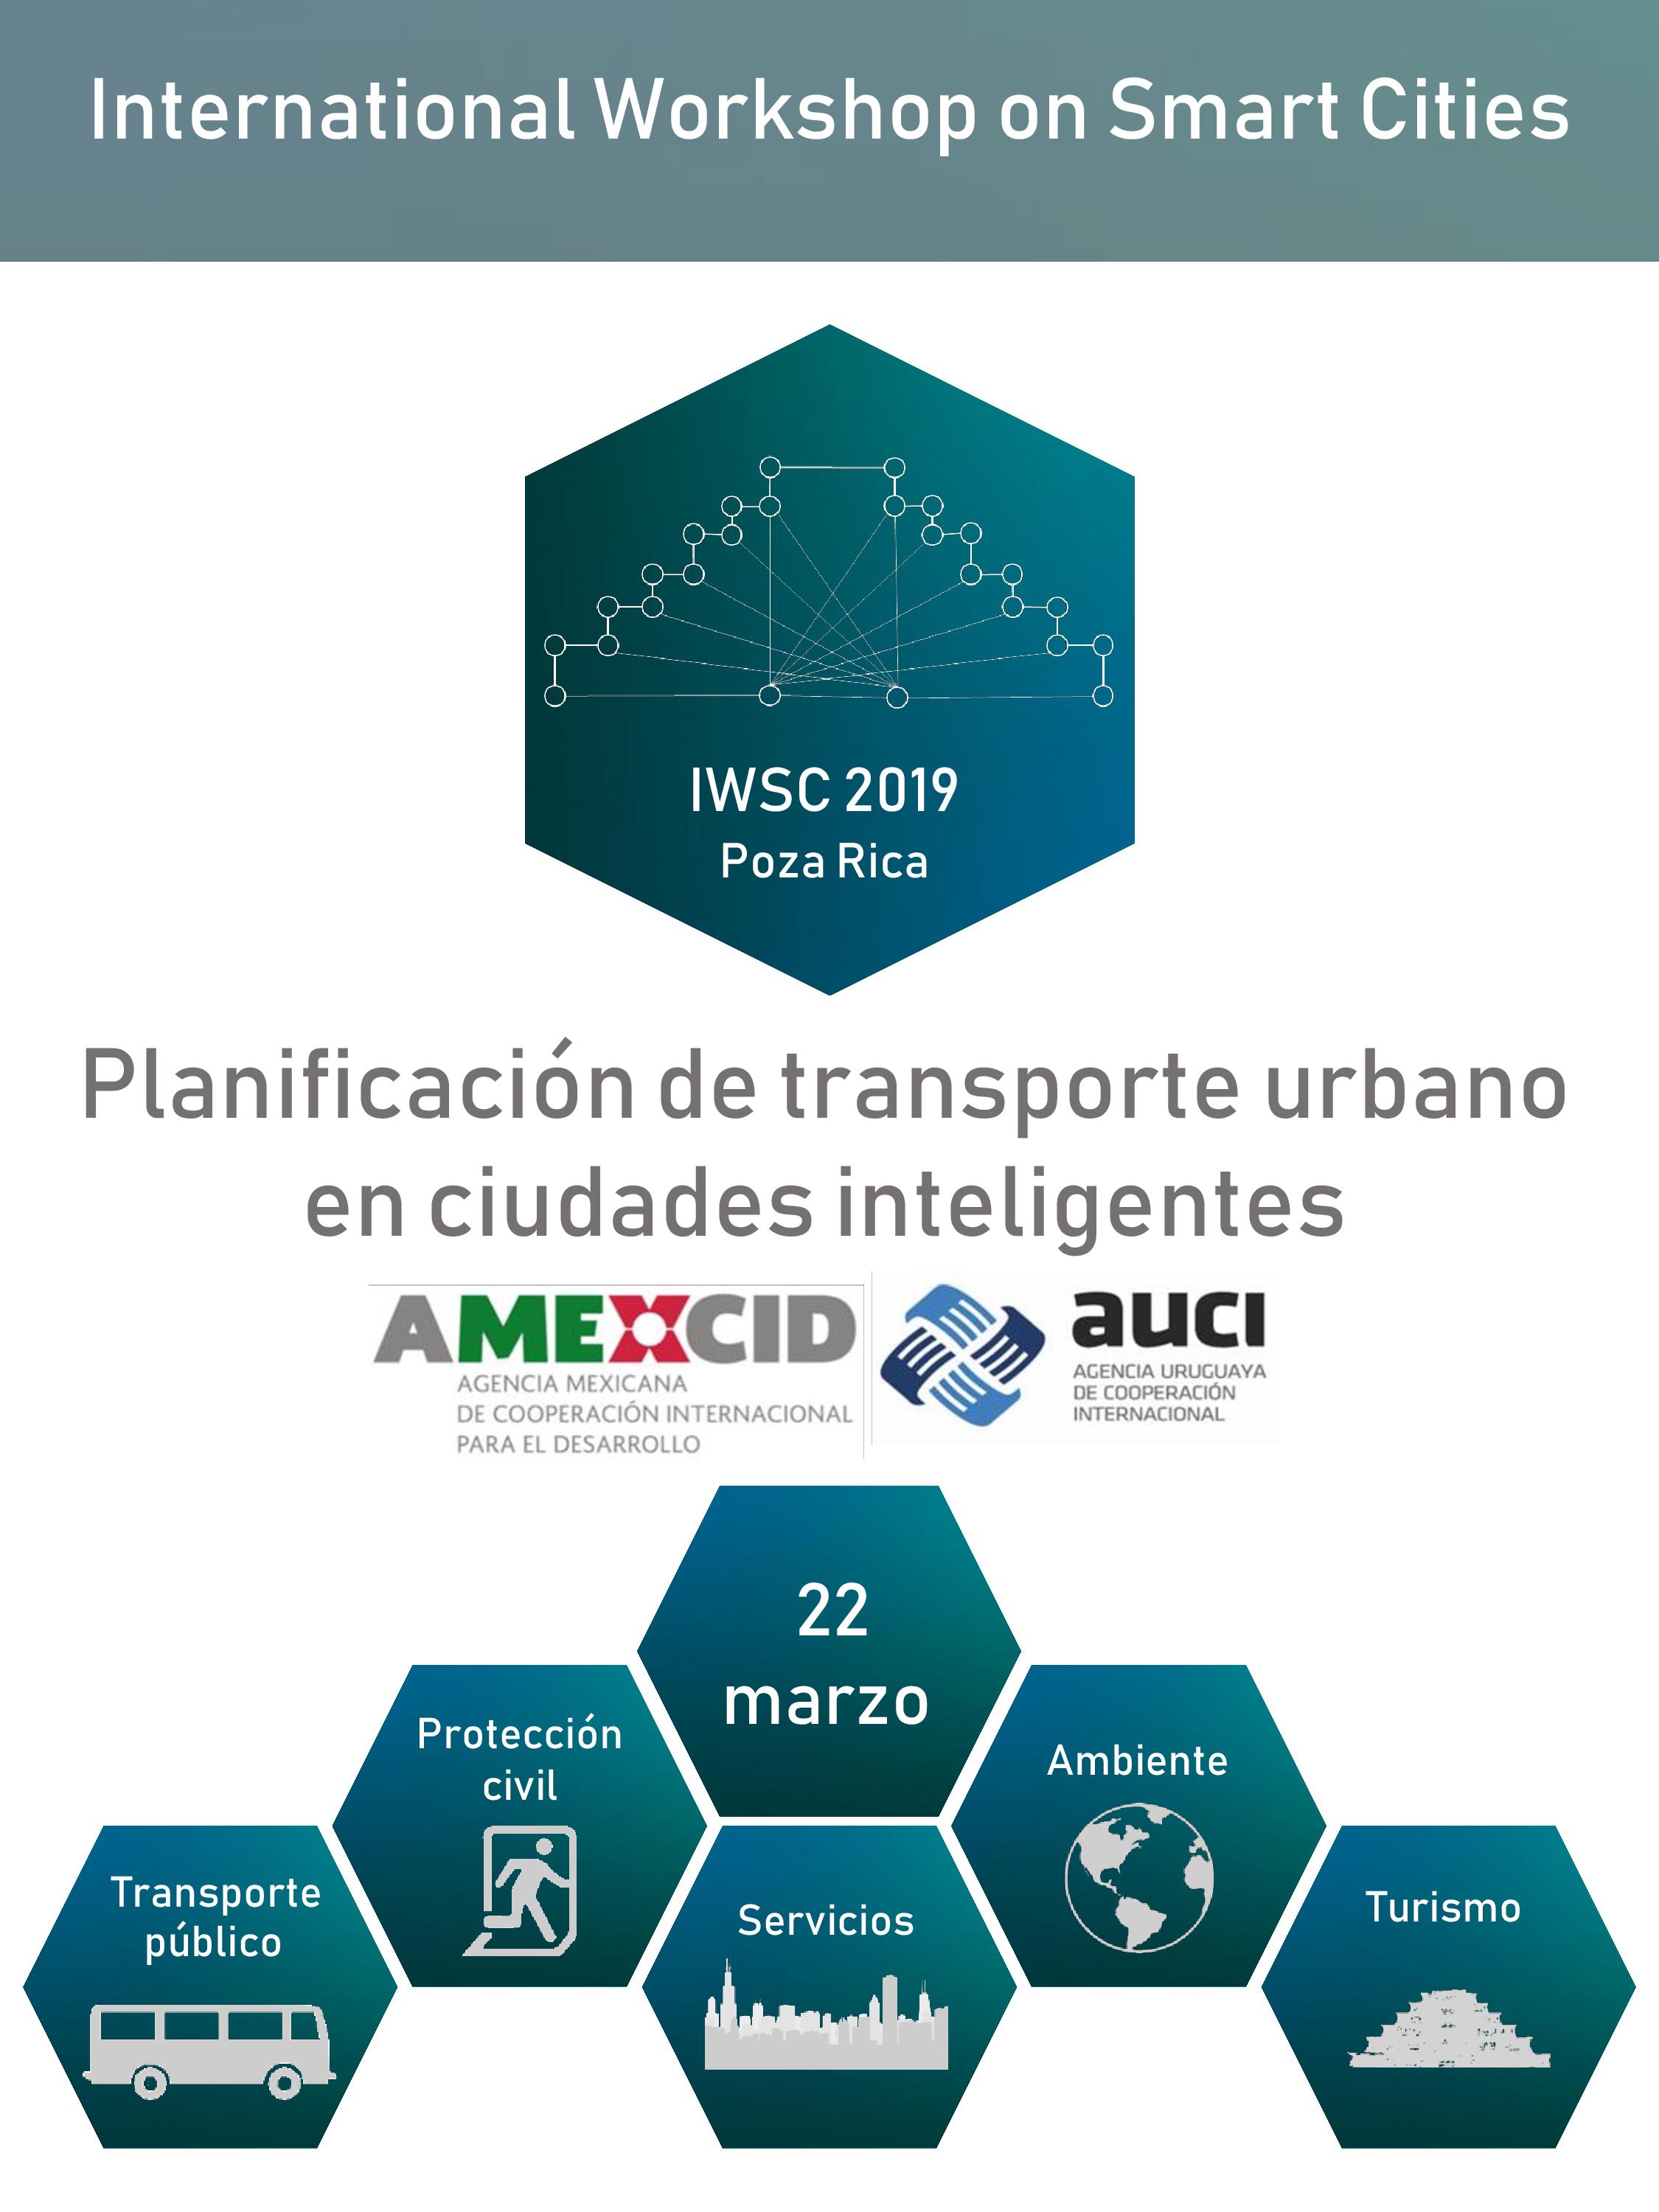 International Workshop on Smart Cities
IWSC 2019
Poza Rica
Planificación de transporte urbano
en ciudades inteligentes
AMEXCID
AGENCIA MEXICANA
DE COOPERACIÓN INTERNACIONAL
PARA EL DESARROLLO
auci
AGENCIA URUGUAYA
DE COOPERACIÓN
INTERNACIONAL
22
marzo
Protección
civil
Ambiente
Transporte
público
Servicios
Turismo